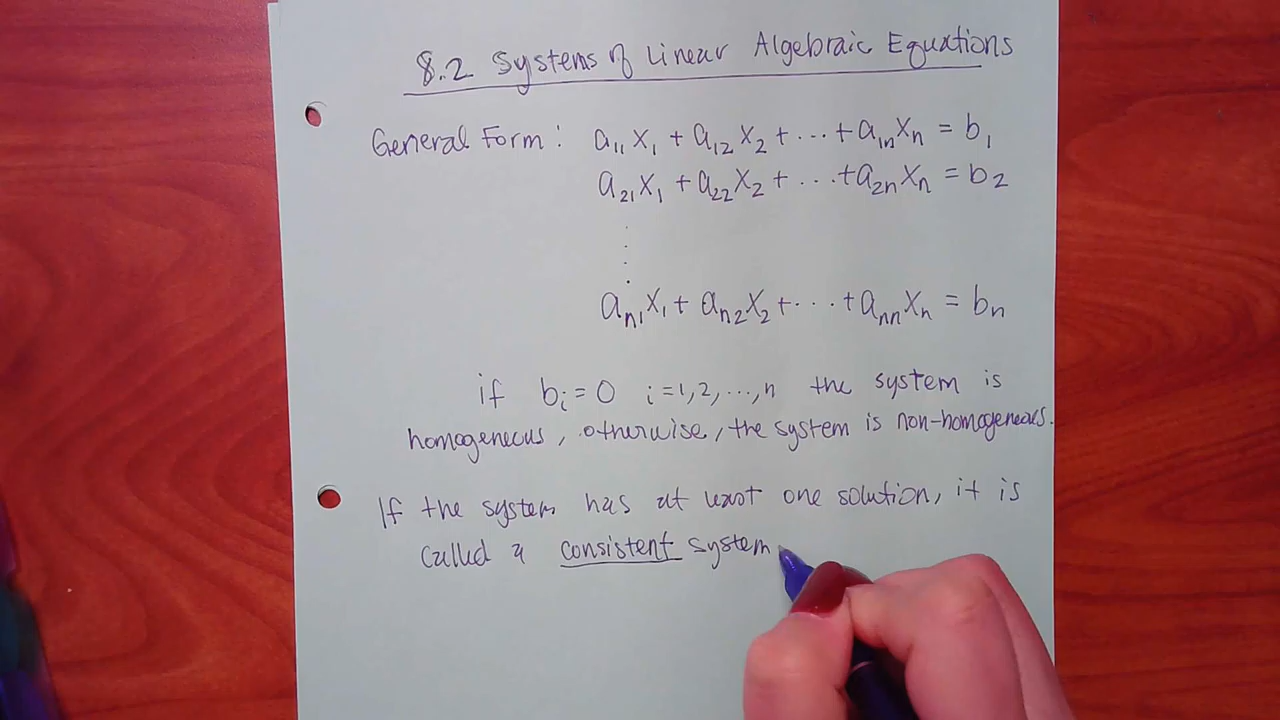 8.2 Systems of Linear Algebraic Equations
General Form: a₁₁x₁ + a₁₂x₂ + ... + a₁ₙxₙ = b₁
a₂₁x₁ + a₂₂x₂ + ... + a₂ₙxₙ = b₂
⋮
aₙ₁x₁ + aₙ₂x₂ + ... + aₙₙxₙ = bₙ
if bᵢ = 0 i = 1, 2, ..., n the system is
homogeneous, otherwise, the system is non-homogeneous.
If the system has at least one solution, it is
called a consistent system